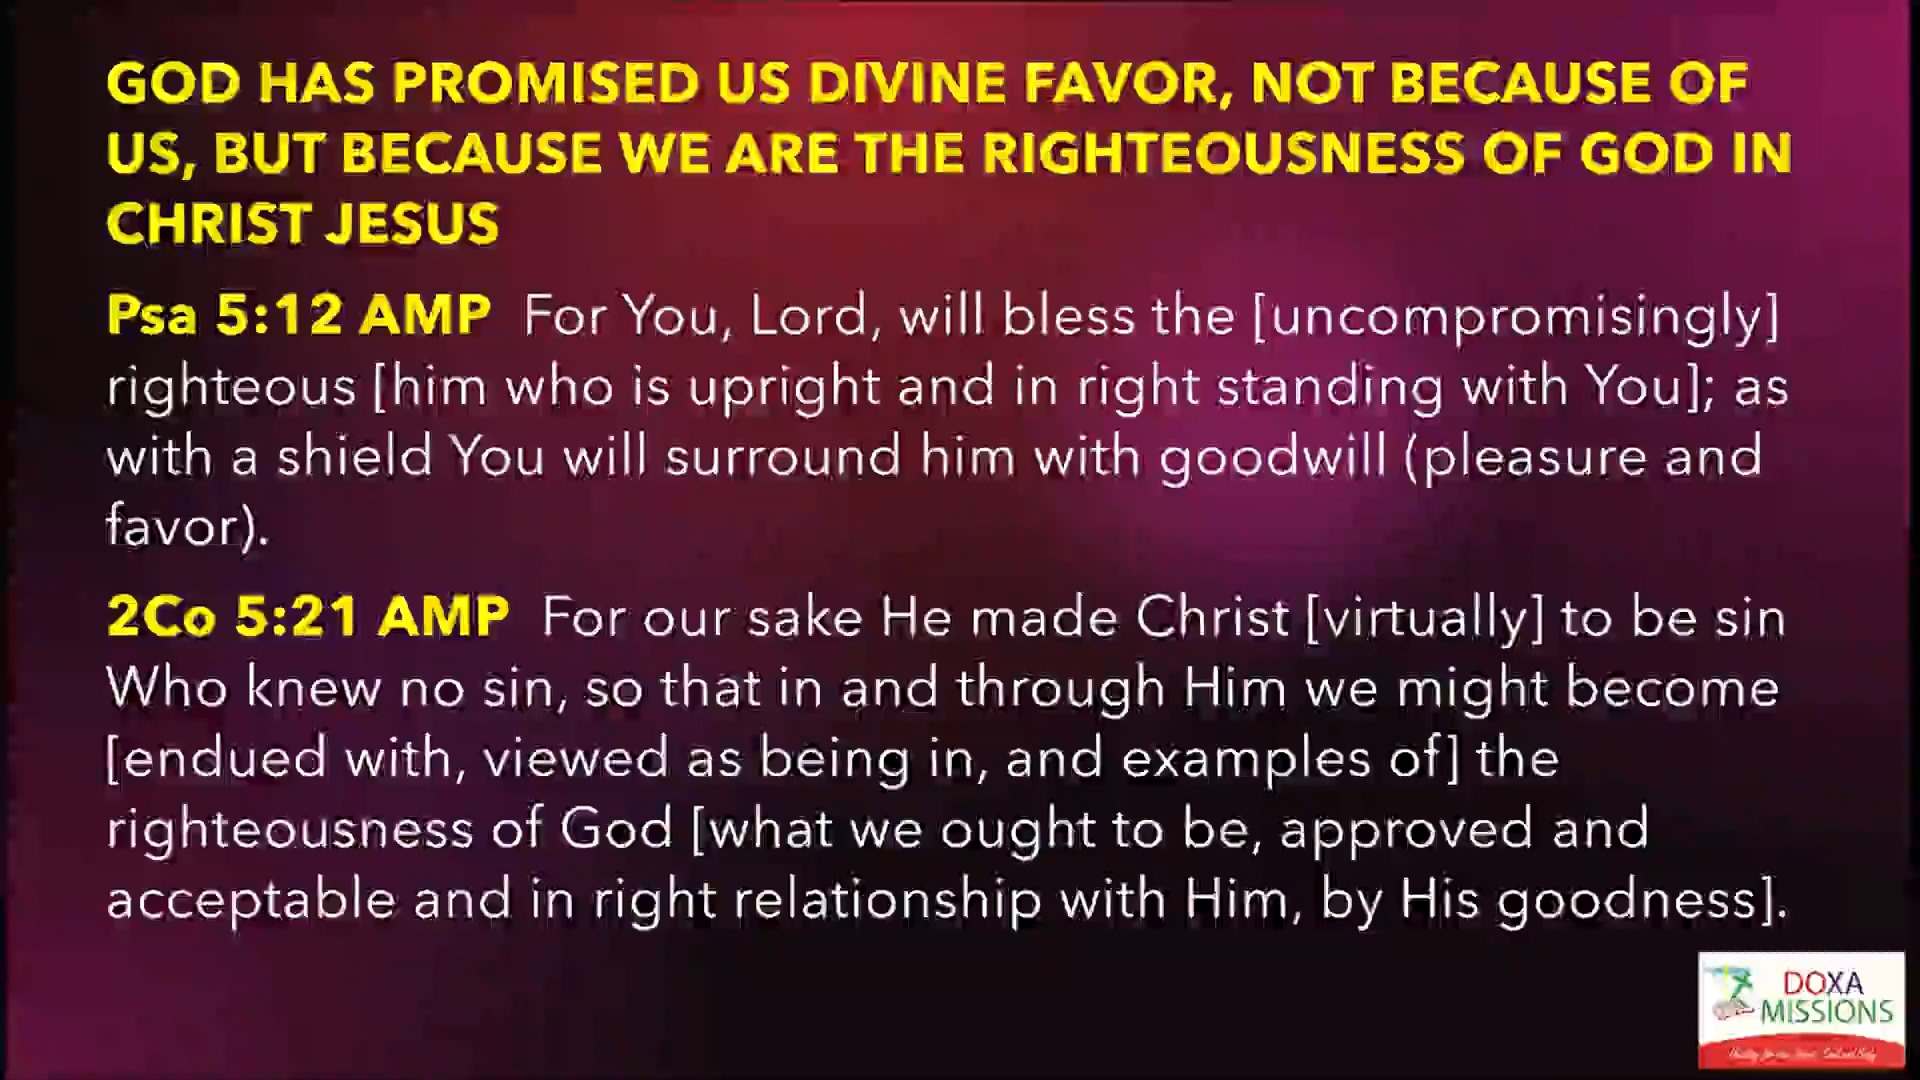 GOD HAS PROMISED US DIVINE FAVOR, NOT BECAUSE OF
US, BUT BECAUSE WE ARE THE RIGHTEOUSNESS OF GOD IN
CHRIST JESUS
Psa 5:12 AMP For You, Lord, will bless the [uncompromisingly]
righteous [him who is upright and in right standing with You]; as
with a shield You will surround him with goodwill (pleasure and
favor).
2Co 5:21 AMP For our sake He made Christ [virtually] to be sin
Who knew no sin, so that in and through Him we might become
[endued with, viewed as being in, and examples of] the
righteousness of God [what we ought to be, approved and
acceptable and in right relationship with Him, by His goodness].
DOXA
MISSIONS